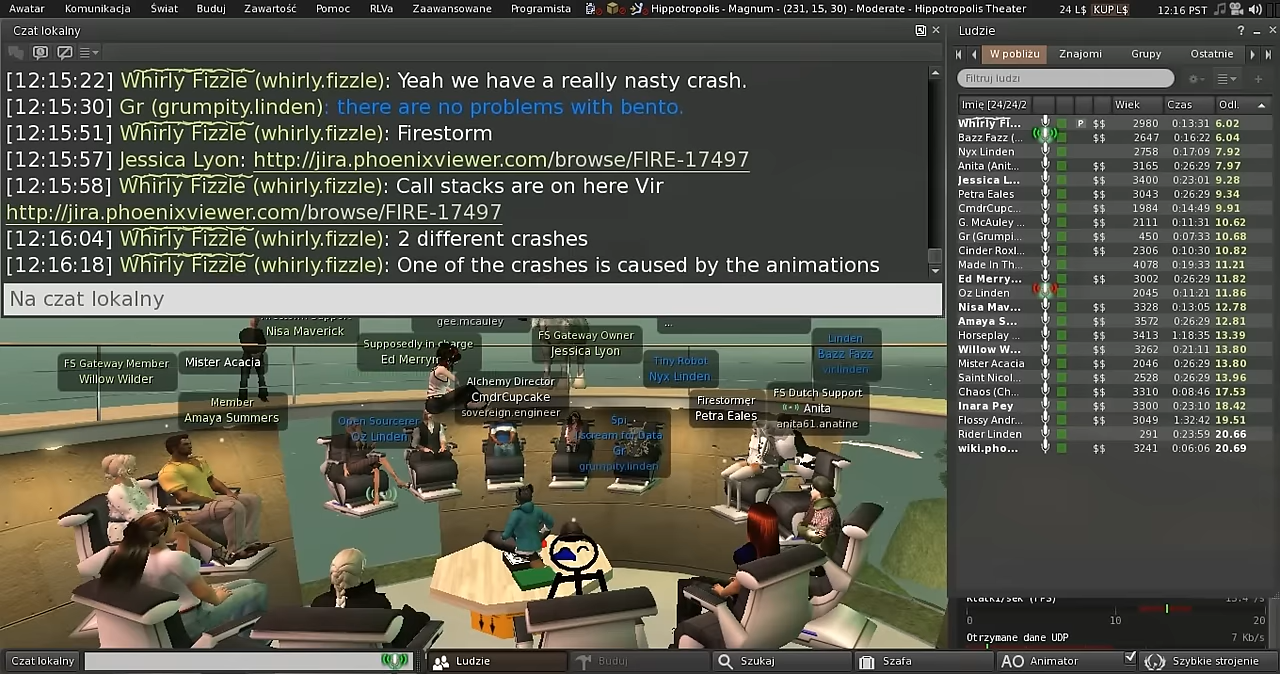 Awatar Komunikacja Świat Buduj Zawartość Pomoc RLVa Zaawansowane Programista Hippotropolis - Magnum - (231, 15, 30) - Moderate - Hippotropolis Theater 24 L$ KUP L$ 12:16 PST
Czat lokalny
[12:15:22] Whirly Fizzle (whirly.fizzle): Yeah we have a really nasty crash.
[12:15:30] Gr (grumpity.linden): there are no problems with bento.
[12:15:51] Whirly Fizzle (whirly.fizzle): Firestorm
[12:15:57] Jessica Lyon: http://jira.phoenixviewer.com/browse/FIRE-17497
[12:15:58] Whirly Fizzle (whirly.fizzle): Call stacks are on here Vir
http://jira.phoenixviewer.com/browse/FIRE-17497
[12:16:04] Whirly Fizzle (whirly.fizzle): 2 different crashes
[12:16:18] Whirly Fizzle (whirly.fizzle): One of the crashes is caused by the animations
Na czat lokalny
Nisa Maverick
gee.mcauley
...
FS Gateway Member
Willow Wilder
Mister Acacia
Supposedly in charge
Ed Merryn
FS Gateway Owner
Jessica Lyon
Tiny Robot
Nyx Linden
Linden
Bazz Fazz
vir.linden
Member
Amaya Summers
Alchemy Director
CmdrCupcake
sovereign.engineer
Firestormer
Petra Eales
FS Dutch Support
Anita
anita61.anatine
Open Sourcerer
Oz Linden
Gr
grumpity.linden
Ludzie
W pobliżu Znajomi Grupy Ostatnie
Filtruj ludzi
Imię [24/24/2 Wiek Czas Odl.
Whirly Fi... P $$ 2980 0:13:31 6.02
Bazz Fazz (... $$ 2647 0:16:22 6.04
Nyx Linden 2758 0:17:09 7.92
Anita (Anit... $$ 3165 0:26:29 7.97
Jessica L... $$ 3400 0:23:01 9.28
Petra Eales $$ 3043 0:26:29 9.34
CmdrCupc... $$ 1984 0:14:49 9.91
G. McAuley ... $$ 2111 0:11:31 10.62
Gr (Grumpi... $$ 450 0:07:33 10.68
Cinder Roxl... $$ 2306 0:10:30 10.82
Made In Th... 4078 0:19:33 11.21
Ed Merry... $$ 3002 0:26:29 11.82
Oz Linden 2045 0:11:21 11.86
Nisa Mav... $$ 3328 0:13:05 12.78
Amaya S... $$ 3572 0:26:29 12.81
Horseplay ... $$ 3413 1:18:35 13.39
Willow W... $$ 3262 0:21:11 13.80
Mister Acacia $$ 2046 0:26:29 13.80
Saint Nicol... $$ 2528 0:26:29 13.96
Chaos (Ch... $$ 3310 0:08:46 17.53
Inara Pey $$ 3300 0:23:10 18.42
Flossy Andr... $$ 3049 1:32:42 19.51
Rider Linden 291 0:23:59 20.66
wiki.pho... $$ 3241 0:06:06 20.69
Klatki/sek (FPS)
0 10 20
Otrzymane dane UDP 7 Kb/s
Czat lokalny Ludzie Buduj Szukaj Szafa AO Animator Szybkie strojenie